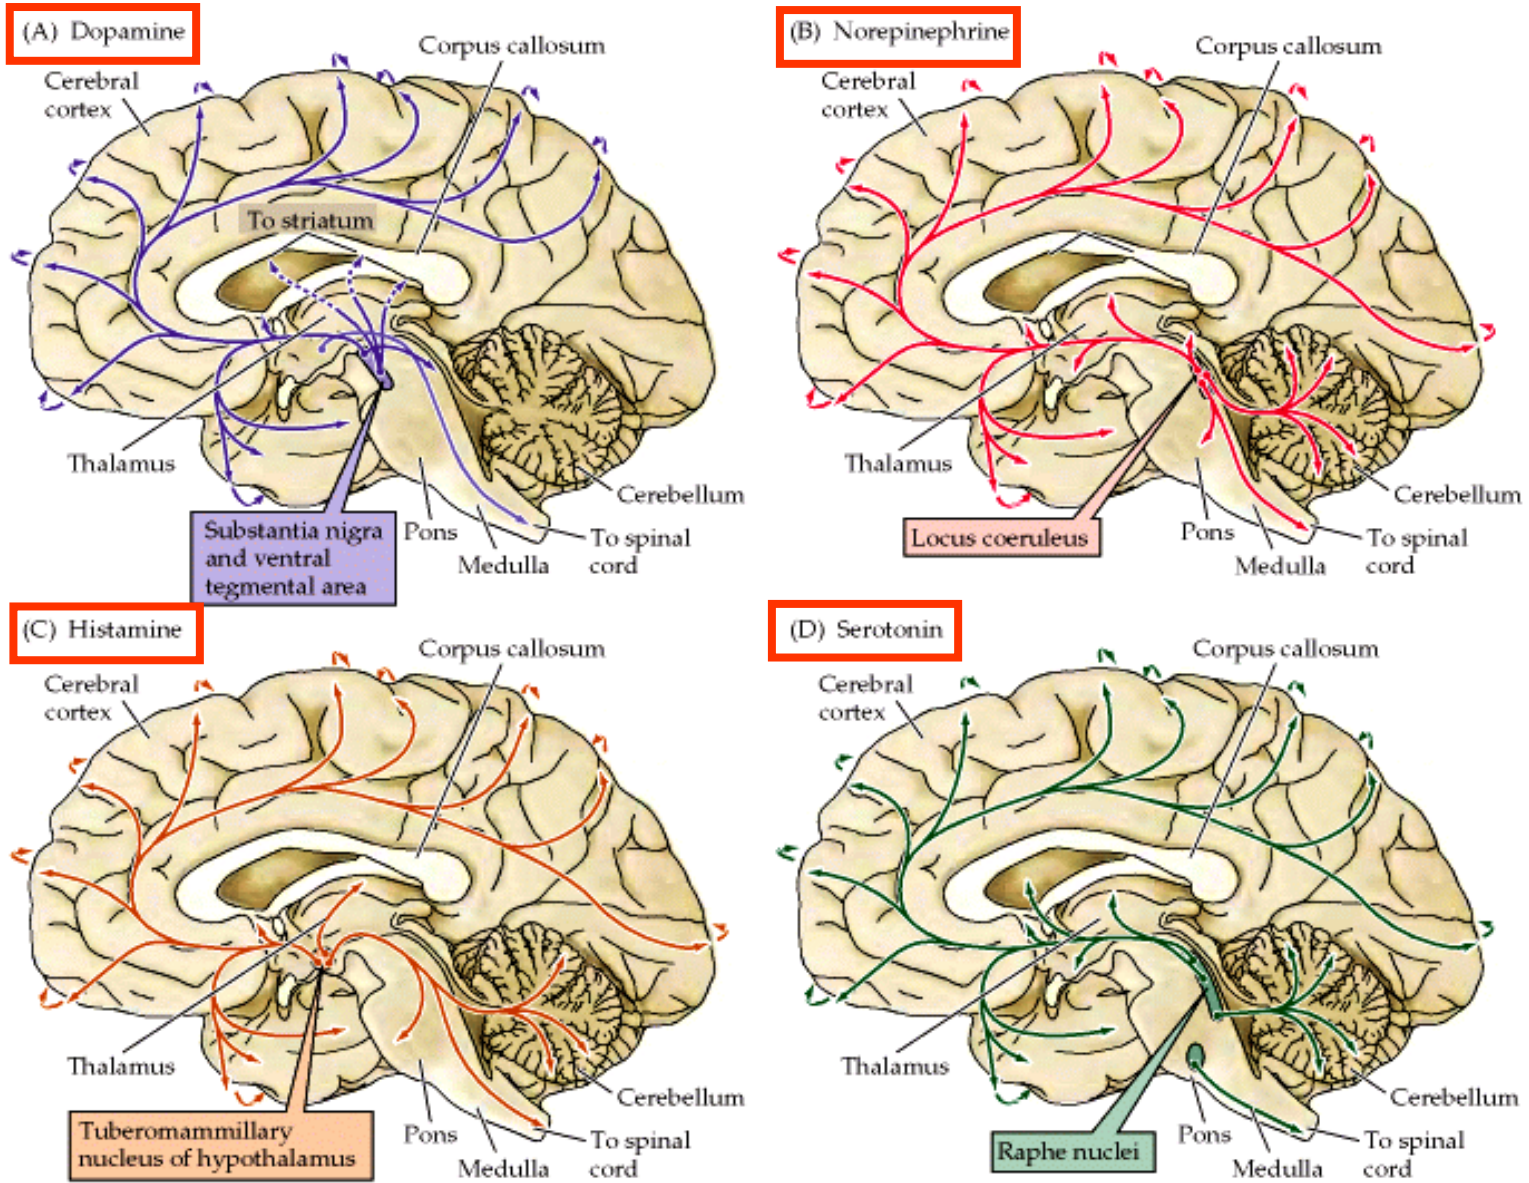 (A) Dopamine
Corpus callosum
Cerebral
cortex
To striatum
Thalamus
Cerebellum
Substantia nigra
and ventral
tegmental area
Pons
Medulla
To spinal
cord
(B) Norepinephrine
Corpus callosum
Cerebral
cortex
Thalamus
Cerebellum
Locus coeruleus
Pons
Medulla
To spinal
cord
(C) Histamine
Corpus callosum
Cerebral
cortex
Thalamus
Cerebellum
Tuberomammillary
nucleus of hypothalamus
Pons
Medulla
To spinal
cord
(D) Serotonin
Corpus callosum
Cerebral
cortex
Thalamus
Cerebellum
Raphe nuclei
Pons
Medulla
To spinal
cord